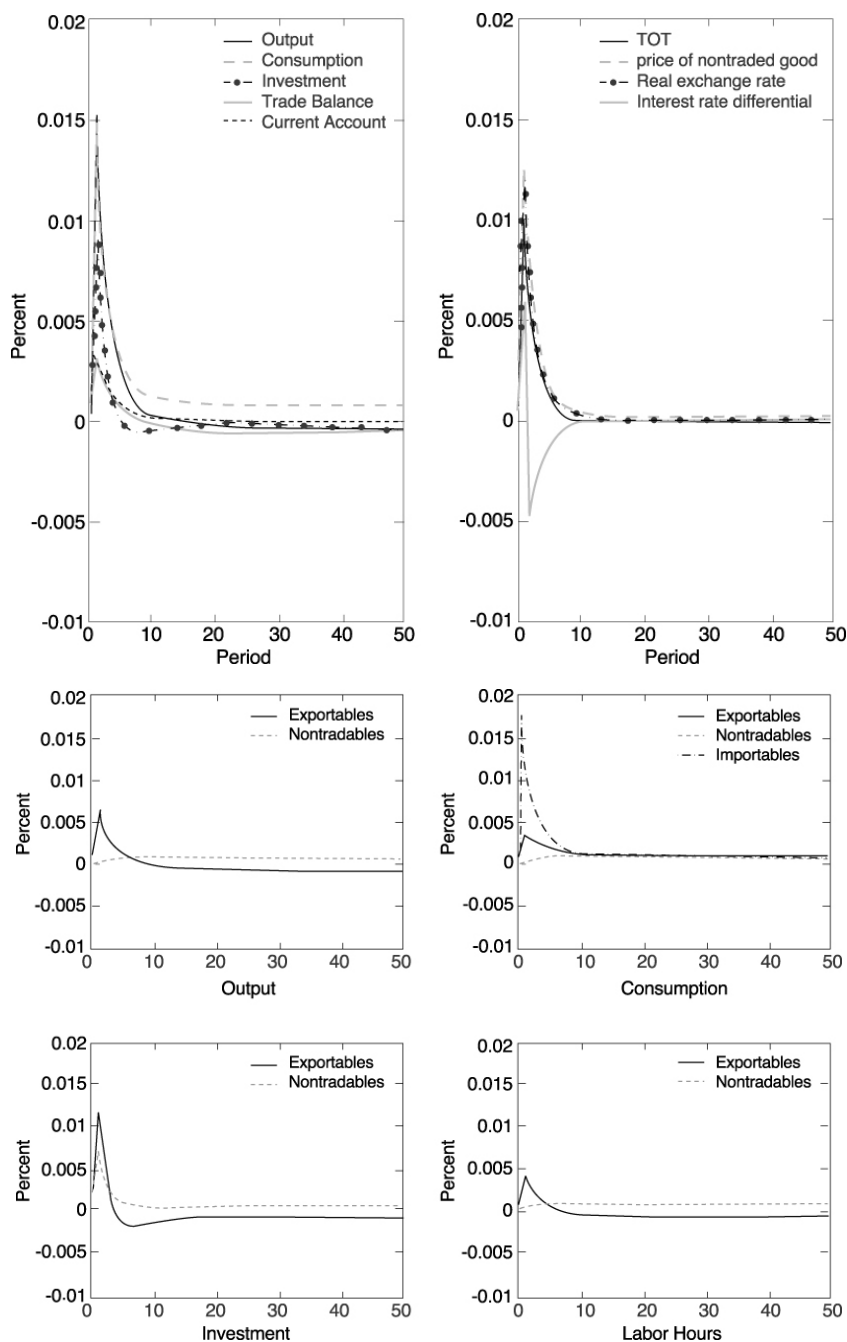 0.02
Output
Consumption
Investment
Trade Balance
Current Account
0.015
0.01
0.005
0
-0.005
-0.01
Percent
0 10 20 30 40 50
Period
0.02
TOT
price of nontraded good
Real exchange rate
Interest rate differential
0.015
0.01
0.005
0
-0.005
-0.01
Percent
0 10 20 30 40 50
Period
0.02
Exportables
Nontradables
0.015
0.01
0.005
0
-0.005
-0.01
Percent
0 10 20 30 40 50
Output
0.02
Exportables
Nontradables
Importables
0.015
0.01
0.005
0
-0.005
-0.01
Percent
0 10 20 30 40 50
Consumption
0.02
Exportables
Nontradables
0.015
0.01
0.005
0
-0.005
-0.01
Percent
0 10 20 30 40 50
Investment
0.02
Exportables
Nontradables
0.015
0.01
0.005
0
-0.005
-0.01
Percent
0 10 20 30 40 50
Labor Hours